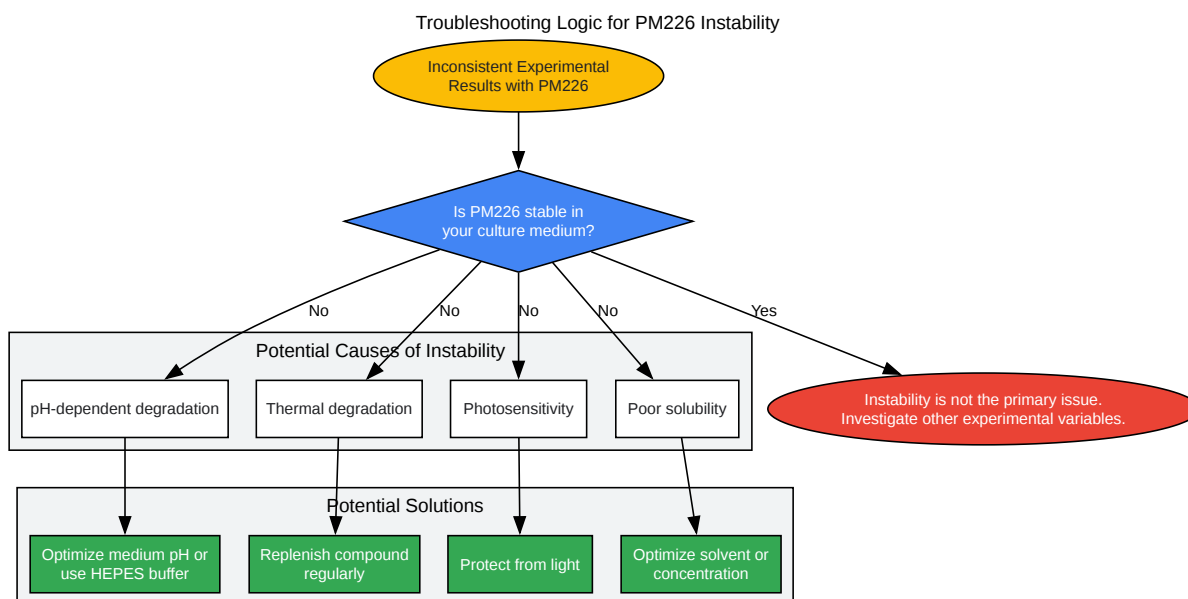 Troubleshooting Logic for PM226 Instability
Inconsistent Experimental
Results with PM226
Is PM226 stable in
your culture medium?
No
No
No
No
Yes
Potential Causes of Instability
pH-dependent degradation
Thermal degradation
Photosensitivity
Poor solubility
Instability is not the primary issue.
Investigate other experimental variables.
Potential Solutions
Optimize medium pH or
use HEPES buffer
Replenish compound
regularly
Protect from light
Optimize solvent or
concentration